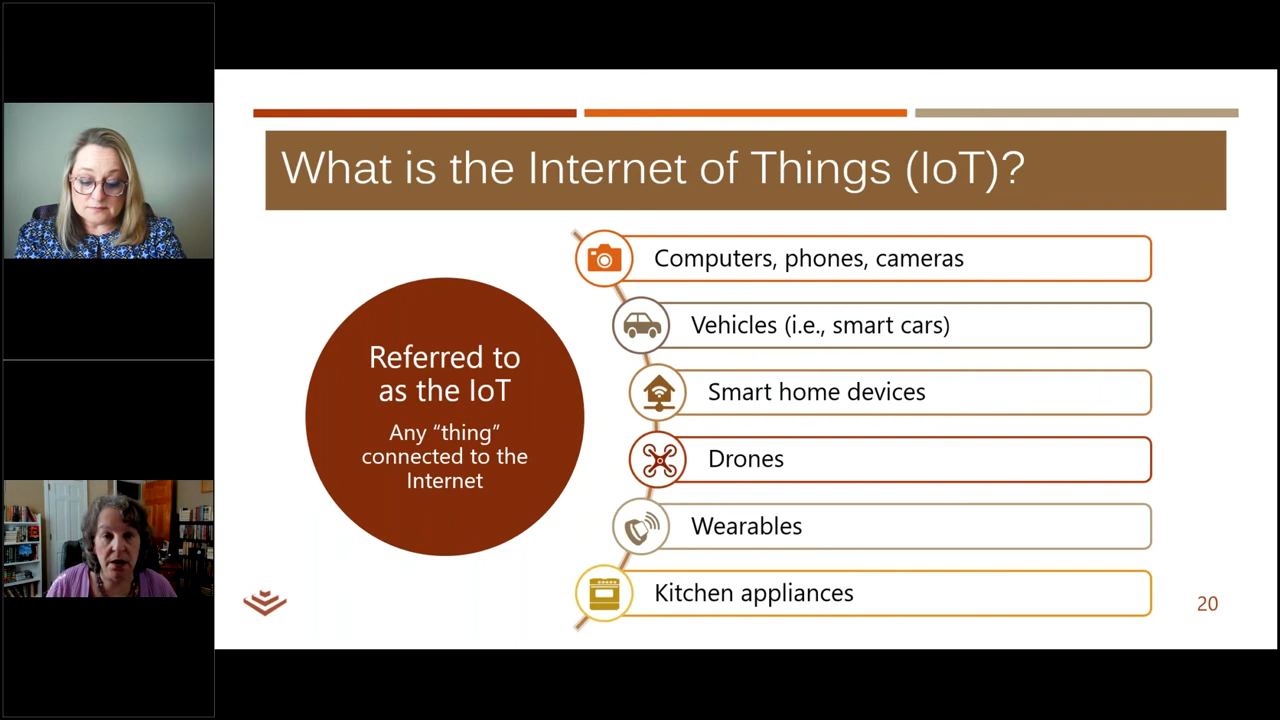 What is the Internet of Things (IoT)?
Referred to
as the IoT
Any “thing”
connected to the
Internet
Computers, phones, cameras
Vehicles (i.e., smart cars)
Smart home devices
Drones
Wearables
Kitchen appliances
20